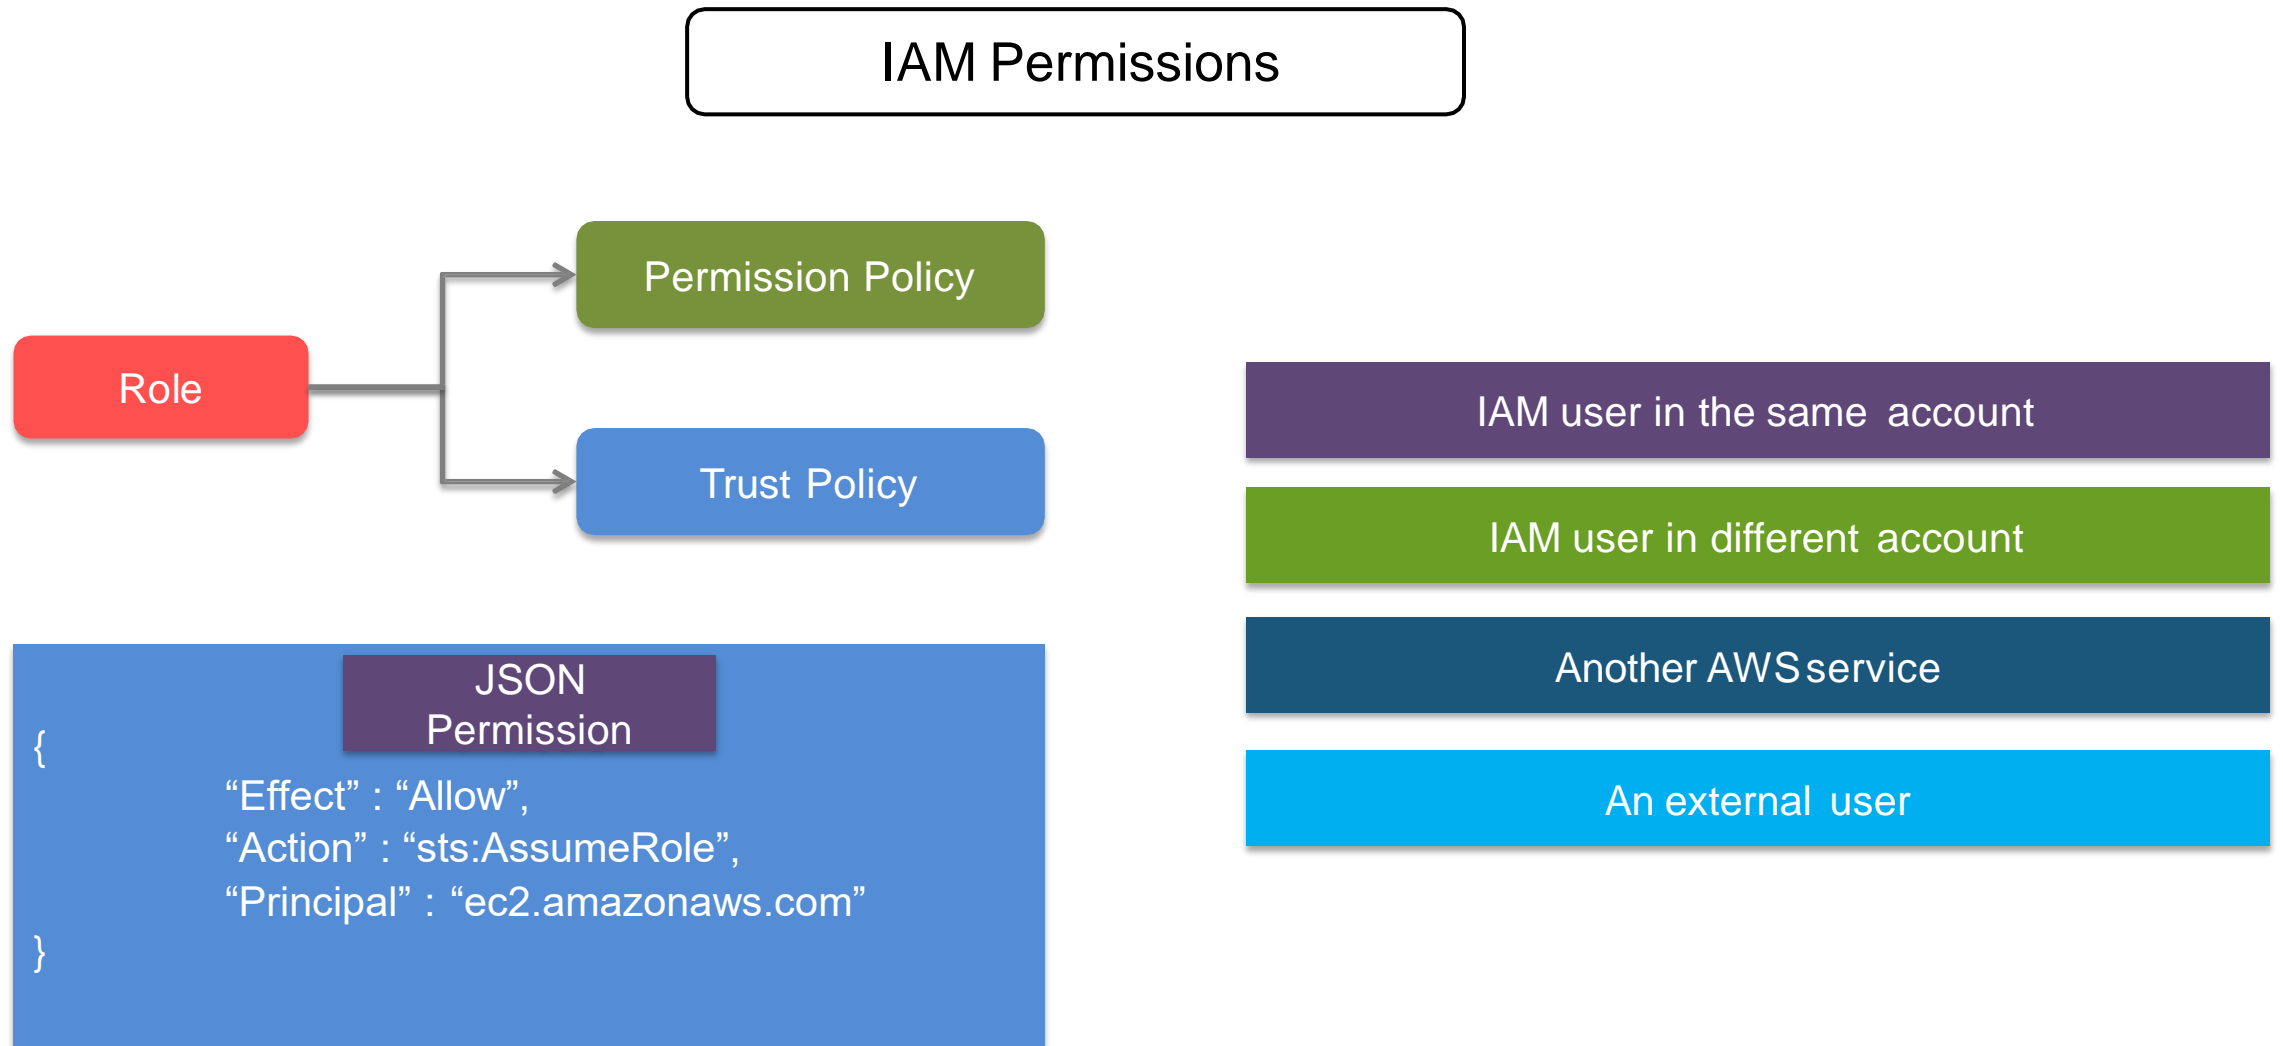 IAM Permissions
Permission Policy
Role
Trust Policy
IAM user in the same account
IAM user in different account
Another AWS service
An external user
JSON
Permission
{
“Effect” : “Allow”,
“Action” : “sts:AssumeRole”,
“Principal” : “ec2.amazonaws.com”
}